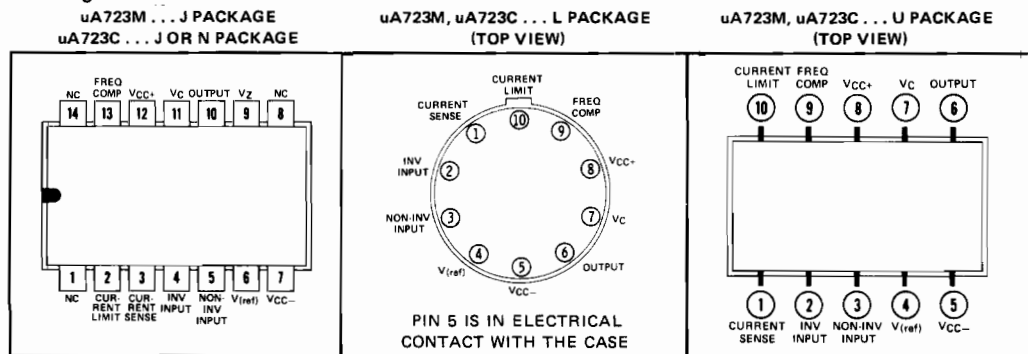 uA723M . . . J PACKAGE
uA723C . . . J OR N PACKAGE
NC
FREQ
COMP
VCC+
VC
OUTPUT
VZ
NC
14
13
12
11
10
9
8
1
2
3
4
5
6
7
NC
CUR-
RENT
LIMIT
CUR-
RENT
SENSE
INV
INPUT
NON-
INV
INPUT
V(ref)
VCC–
uA723M, uA723C . . . L PACKAGE
(TOP VIEW)
CURRENT
LIMIT
CURRENT
SENSE
FREQ
COMP
10
1
9
INV
INPUT
2
8
VCC+
NON-INV
INPUT
3
7
VC
4
6
V(ref)
5
OUTPUT
VCC–
PIN 5 IS IN ELECTRICAL
CONTACT WITH THE CASE
uA723M, uA723C . . . U PACKAGE
(TOP VIEW)
CURRENT
LIMIT
FREQ
COMP
VCC+
VC
OUTPUT
10
9
8
7
6
1
2
3
4
5
CURRENT
SENSE
INV
INPUT
NON-INV
INPUT
V(ref)
VCC–